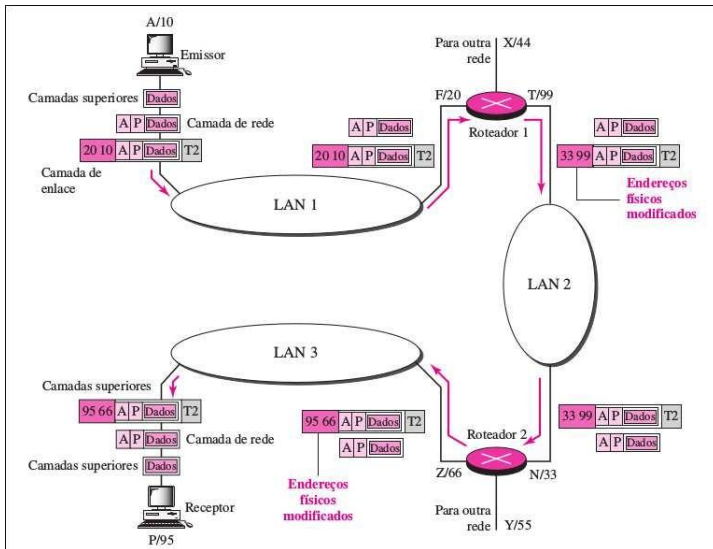 A/10
Emissor
Camadas superiores Dados
A P Dados Camada de rede
20 10 A P Dados T2
Camada de
enlace
LAN 1
A P Dados
20 10 A P Dados T2
F/20
Para outra
rede
X/44
T/99
Roteador 1
A P Dados
33 99 A P Dados T2
Endereços
físicos
modificados
LAN 2
33 99 A P Dados T2
A P Dados
Roteador 2
N/33
Z/66
Para outra
rede
Y/55
95 66 A P Dados T2
A P Dados
Endereços
físicos
modificados
LAN 3
Camadas superiores
95 66 A P Dados T2
A P Dados Camada de rede
Camadas superiores Dados
Receptor
P/95